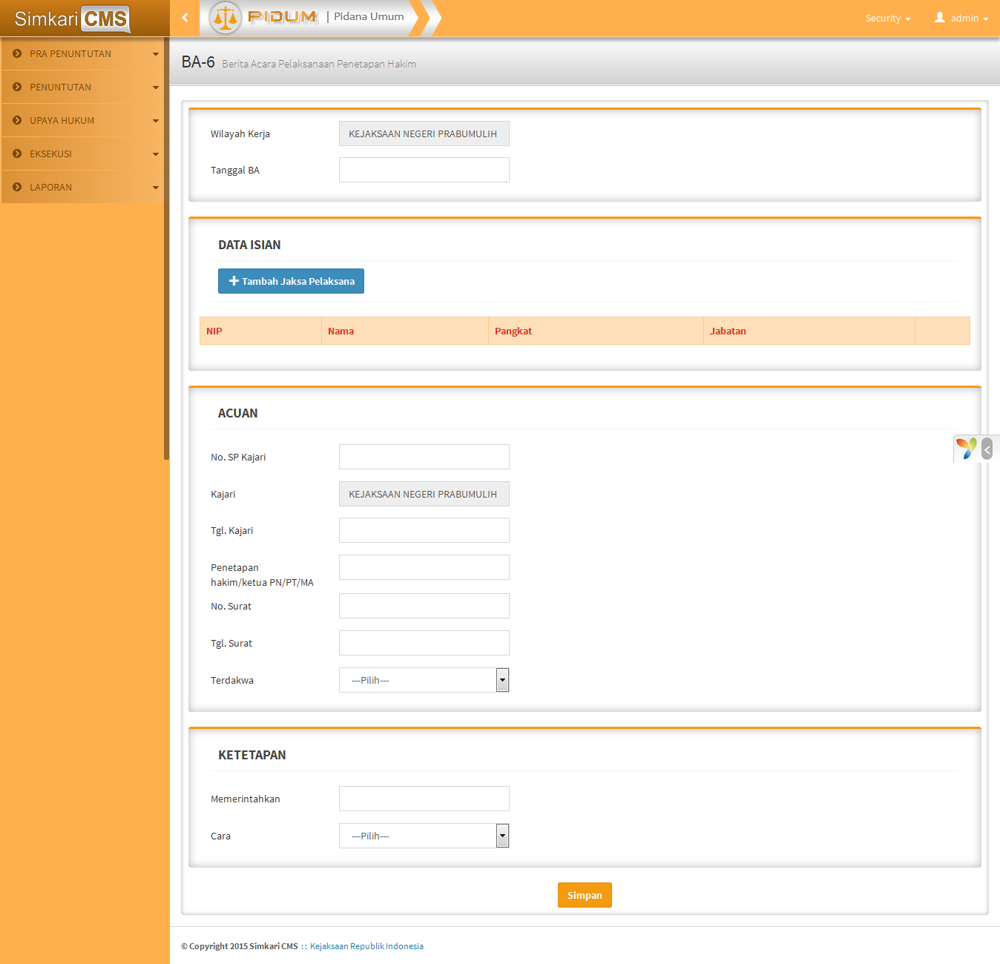 Simkari CMS
PIDUM | Pidana Umum
Security
admin
PRA PENUNTUTAN
PENUNTUTAN
UPAYA HUKUM
EKSEKUSI
LAPORAN
BA-6 Berita Acara Pelaksanaan Penetapan Hakim
Wilayah Kerja
KEJAKSAAN NEGERI PRABUMULIH
Tanggal BA
DATA ISIAN
Tambah Jaksa Pelaksana
NIP Nama Pangkat Jabatan
ACUAN
No. SP Kajari
Kajari
KEJAKSAAN NEGERI PRABUMULIH
Tgl. Kajari
Penetapan
hakim/ketua PN/PT/MA
No. Surat
Tgl. Surat
Terdakwa
---Pilih---
KETETAPAN
Memerintahkan
Cara
---Pilih---
Simpan
© Copyright 2015 Simkari CMS :: Kejaksaan Republik Indonesia